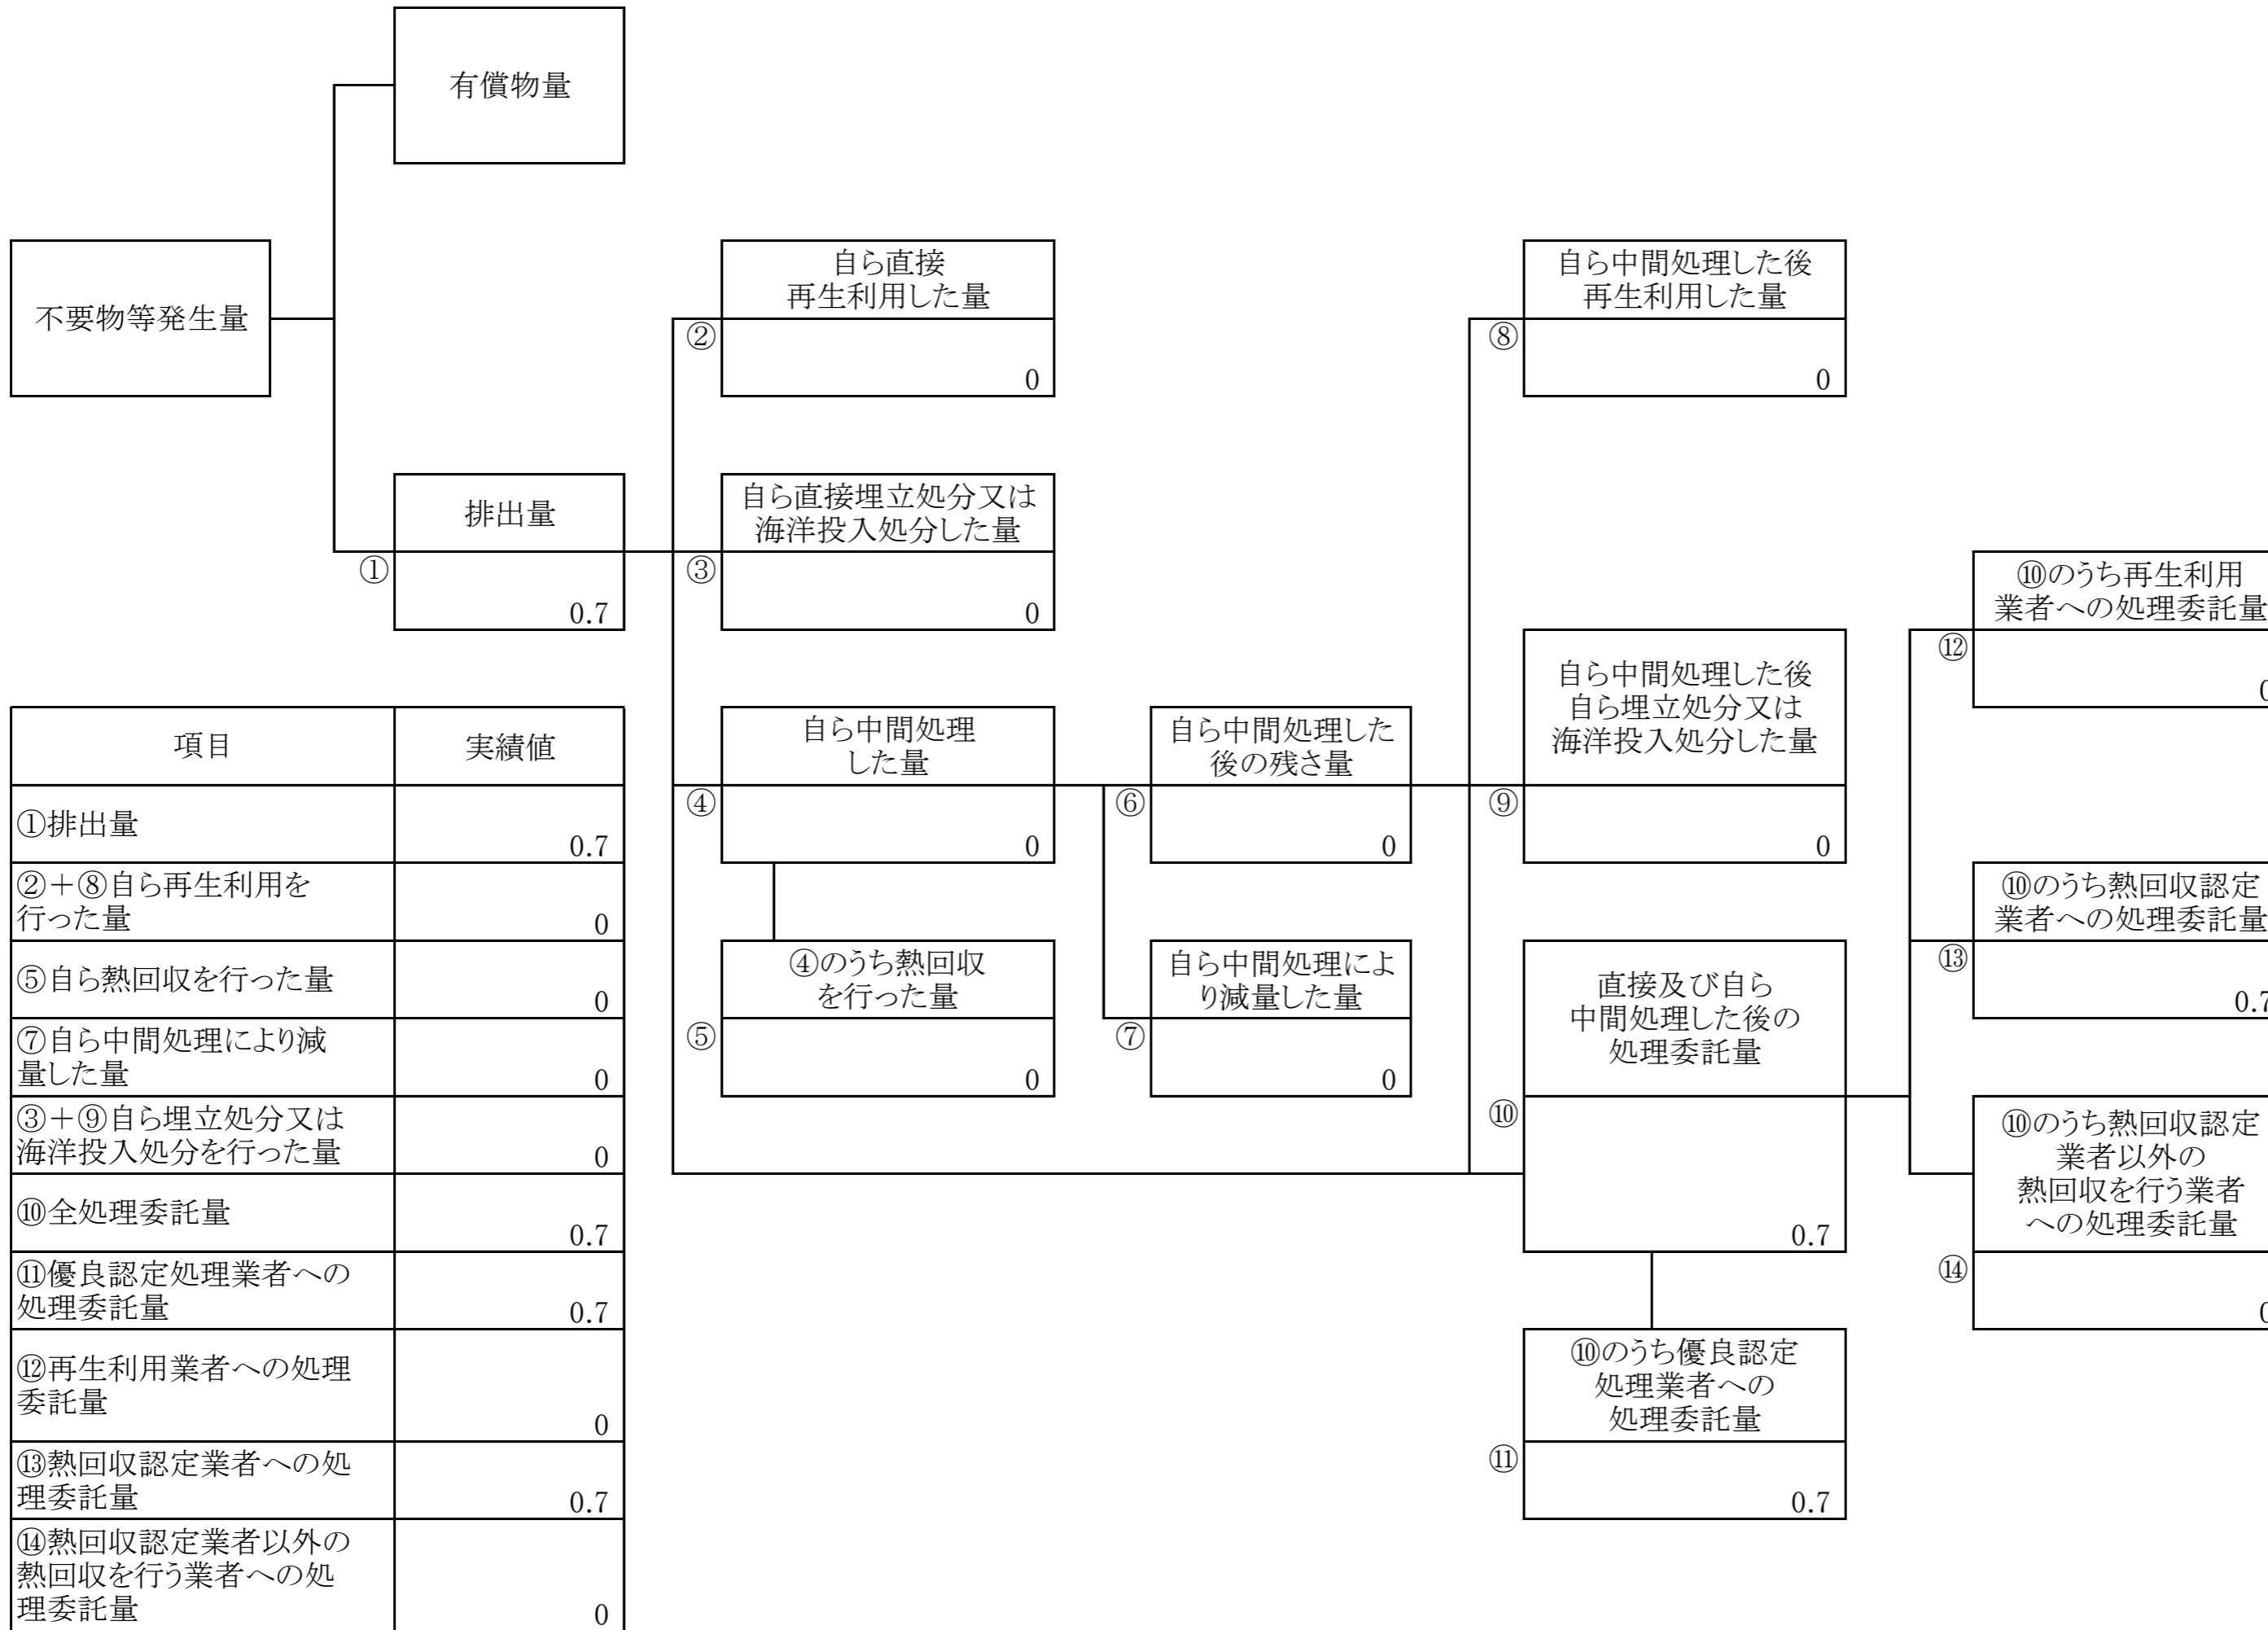 有償物量
不要物等発生量
自ら直接
再生利用した量
②
0
自ら中間処理した後
再生利用した量
⑧
0
排出量
①
0.7
自ら直接埋立処分又は
海洋投入処分した量
③
0
⑩のうち再生利用
業者への処理委託量
⑫
自ら中間処理した後
自ら埋立処分又は
海洋投入処分した量
⑨
0
自ら中間処理
した量
④
0
自ら中間処理した
後の残さ量
⑥
0
⑩のうち熱回収認定
業者への処理委託量
⑬
0.7
④のうち熱回収
を行った量
⑤
0
自ら中間処理によ
り減量した量
⑦
0
直接及び自ら
中間処理した後の
処理委託量
⑩
0.7
⑩のうち熱回収認定
業者以外の
熱回収を行う業者
への処理委託量
⑭
⑩のうち優良認定
処理業者への
処理委託量
⑪
0.7
項目
実績値
①排出量
0.7
②＋⑧自ら再生利用を
行った量
0
⑤自ら熱回収を行った量
0
⑦自ら中間処理により減
量した量
0
③＋⑨自ら埋立処分又は
海洋投入処分を行った量
0
⑩全処理委託量
0.7
⑪優良認定処理業者への
処理委託量
0.7
⑫再生利用業者への処理
委託量
0
⑬熱回収認定業者への処
理委託量
0.7
⑭熱回収認定業者以外の
熱回収を行う業者への処
理委託量
0